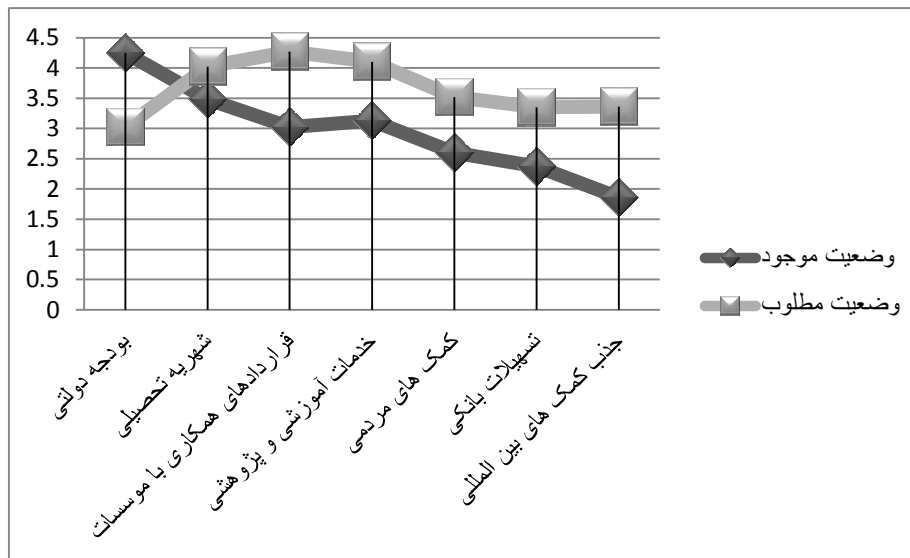 4.5
4
3.5
3
2.5
2
1.5
1
0.5
0
وضعیت موجود
وضعیت مطلوب
بودجه دولتی
شهریه تحصیلی
قراردادهای همکاری با موسسات
خدمات آموزشی و پژوهشی
کمک های مردمی
تسهیلات بانکی
جذب کمک های بین المللی